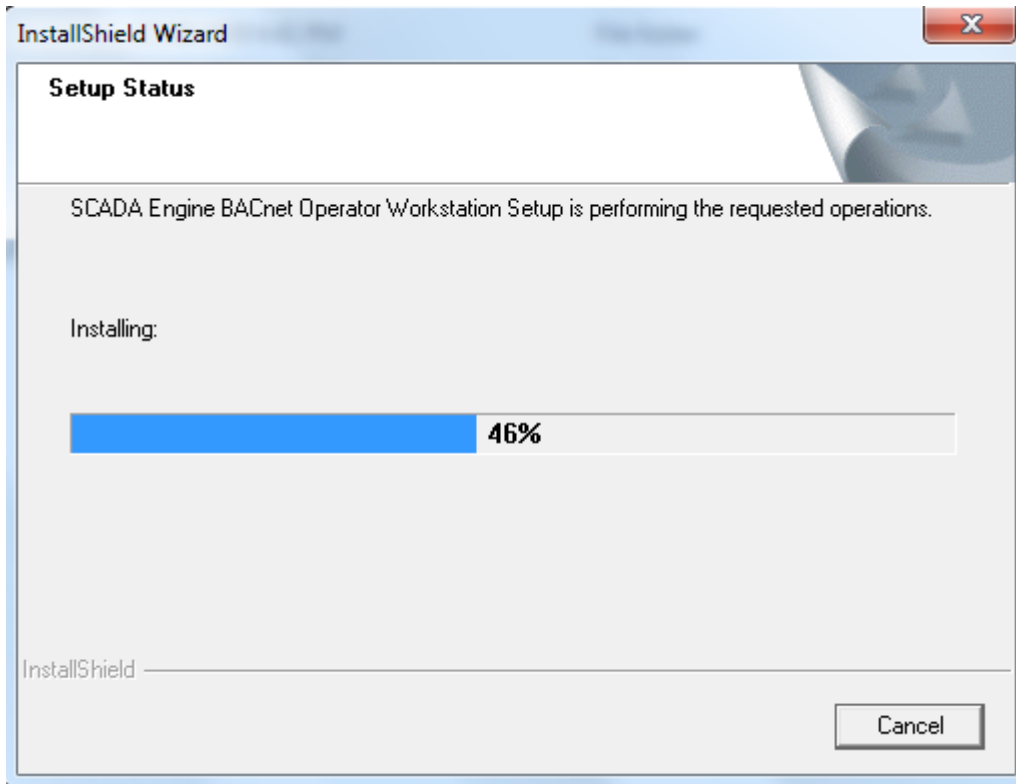 InstallShield Wizard
Setup Status
SCADA Engine BACnet Operator Workstation Setup is performing the requested operations.
Installing:
46%
InstallShield
Cancel